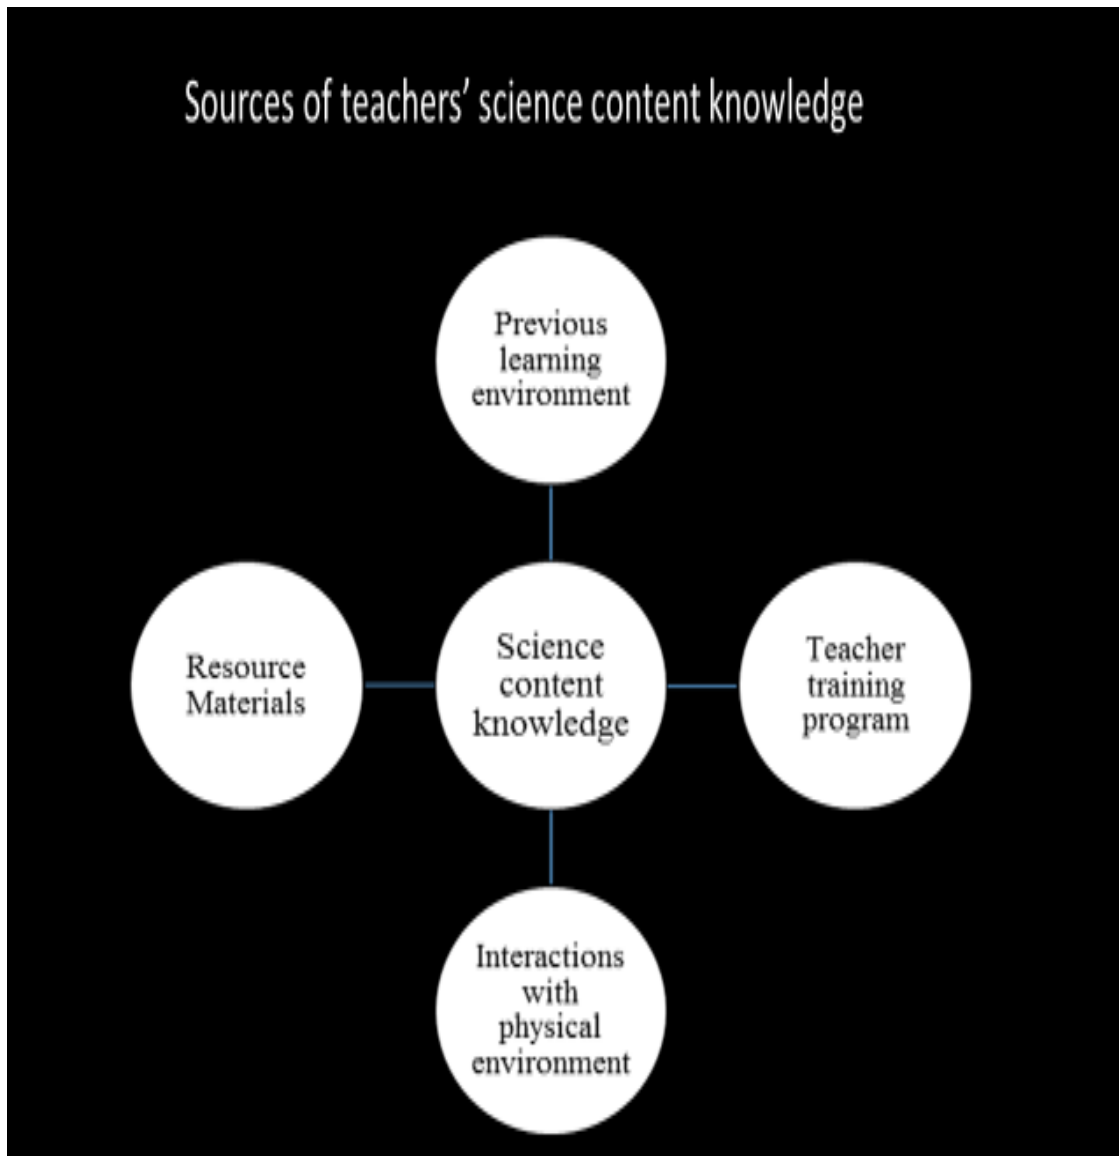 Sources of teachers’ science content knowledge
Previous
learning
environment
Resource
Materials
Science
content
knowledge
Teacher
training
program
Interactions
with
physical
environment